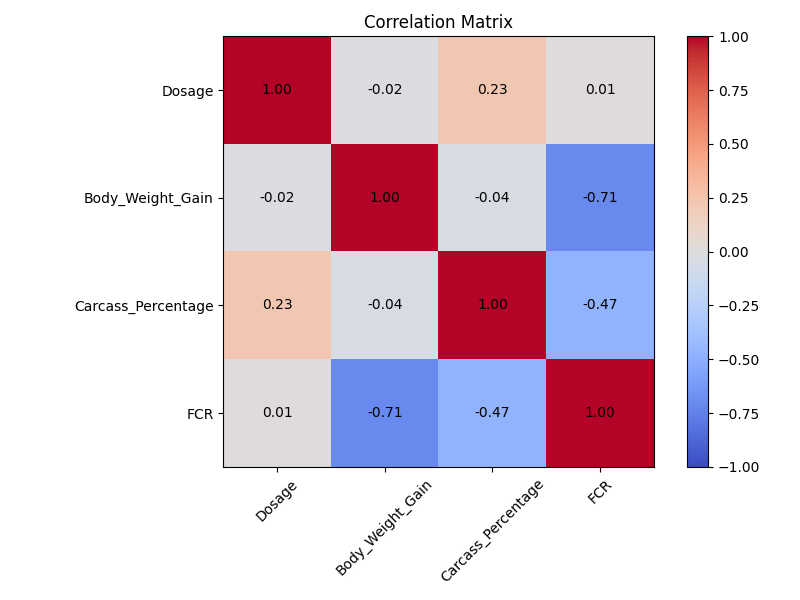 Correlation Matrix
Dosage
1.00
-0.02
0.23
0.01
Body_Weight_Gain
-0.02
1.00
-0.04
-0.71
Carcass_Percentage
0.23
-0.04
1.00
-0.47
FCR
0.01
-0.71
-0.47
1.00
Dosage
Body_Weight_Gain
Carcass_Percentage
FCR
1.00
0.75
0.50
0.25
0.00
−0.25
−0.50
−0.75
−1.00